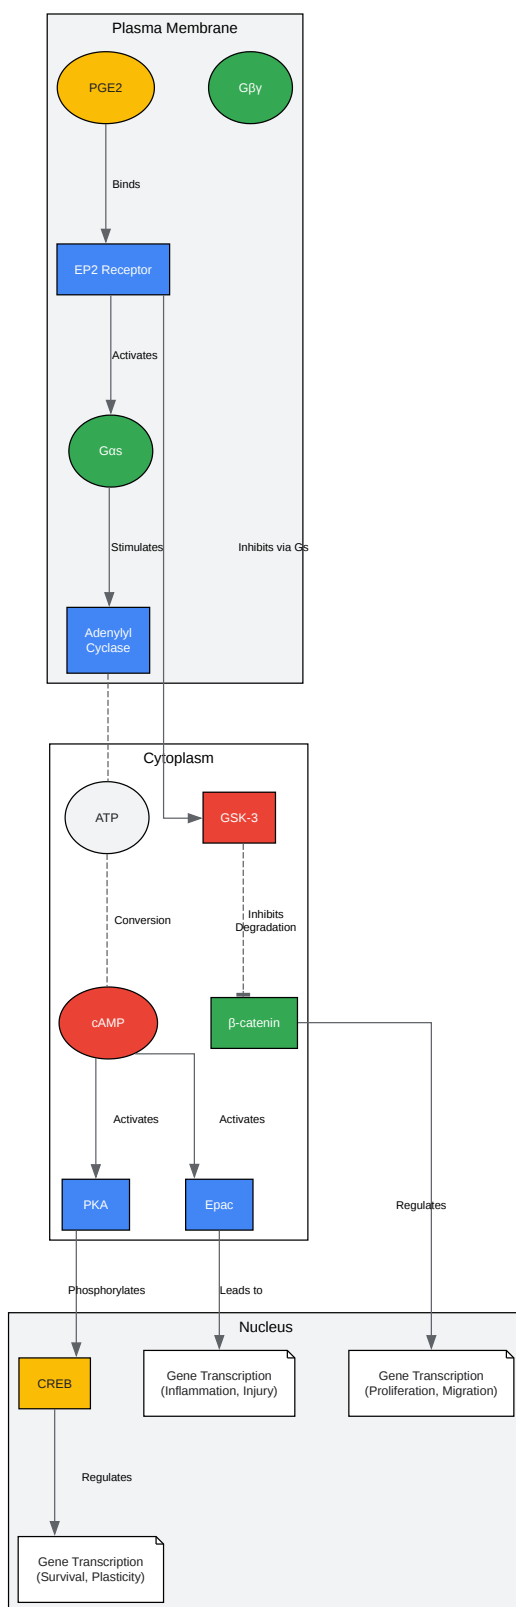 Plasma Membrane
PGE2
Gβγ
Binds
EP2 Receptor
Activates
Gαs
Stimulates
Inhibits via Gs
Adenylyl
Cyclase
Cytoplasm
ATP
GSK-3
Conversion
Inhibits
Degradation
cAMP
β-catenin
Activates
Activates
PKA
Epac
Regulates
Phosphorylates
Leads to
Nucleus
CREB
Gene Transcription
(Inflammation, Injury)
Gene Transcription
(Proliferation, Migration)
Regulates
Gene Transcription
(Survival, Plasticity)